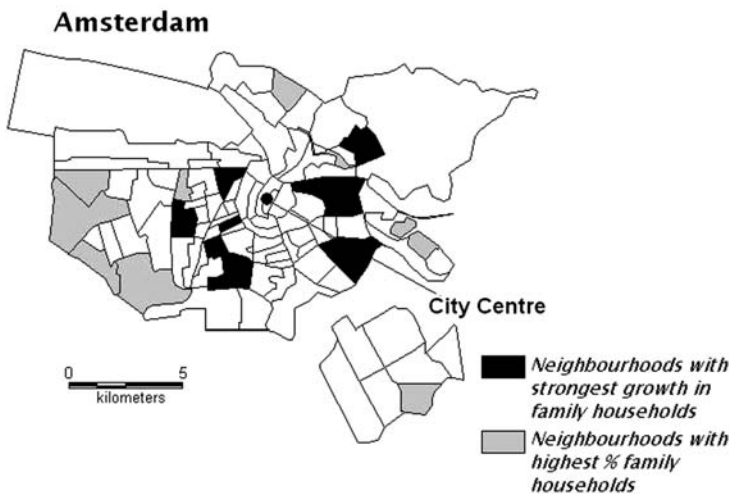 Amsterdam
City Centre
0 5
kilometers
Neighbourhoods with
strongest growth in
family households
Neighbourhoods with
highest % family
households